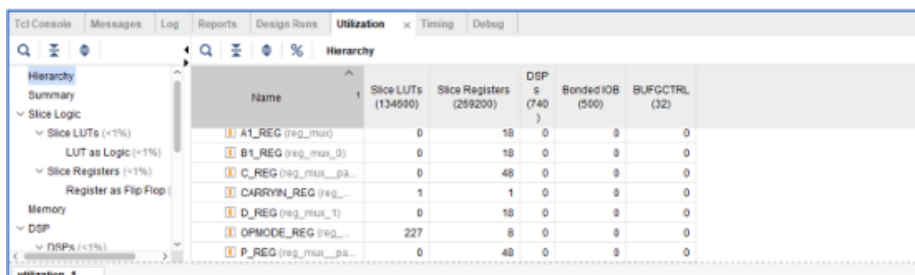 Tcl Console Messages Log Reports Design Runs Utilization × Timing Debug
Hierarchy
Hierarchy
Summary
Slice Logic
Slice LUTs (<1%)
LUT as Logic (<1%)
Slice Registers (<1%)
Register as Flip Flop (
Memory
DSP
DSPs (<1%)
Name 1 Slice LUTs (134600) Slice Registers (269200) DSPs (740) Bonded IOB (500) BUFGCTRL (32)
A1_REG (reg_mux) 0 18 0 0 0
B1_REG (reg_mux_0) 0 18 0 0 0
C_REG (reg_mux__pa... 0 48 0 0 0
CARRYIN_REG (reg_... 1 1 0 0 0
D_REG (reg_mux_1) 0 18 0 0 0
OPMODE_REG (reg_... 227 8 0 0 0
P_REG (reg_mux__pa... 0 48 0 0 0
utilization_1